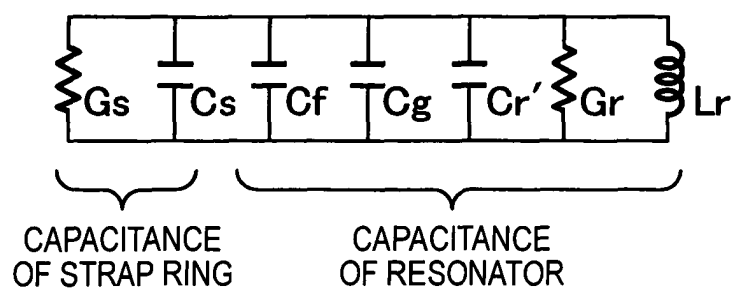 Gs Cs Cf Cg Cr′ Gr Lr
CAPACITANCE
OF STRAP RING
CAPACITANCE
OF RESONATOR